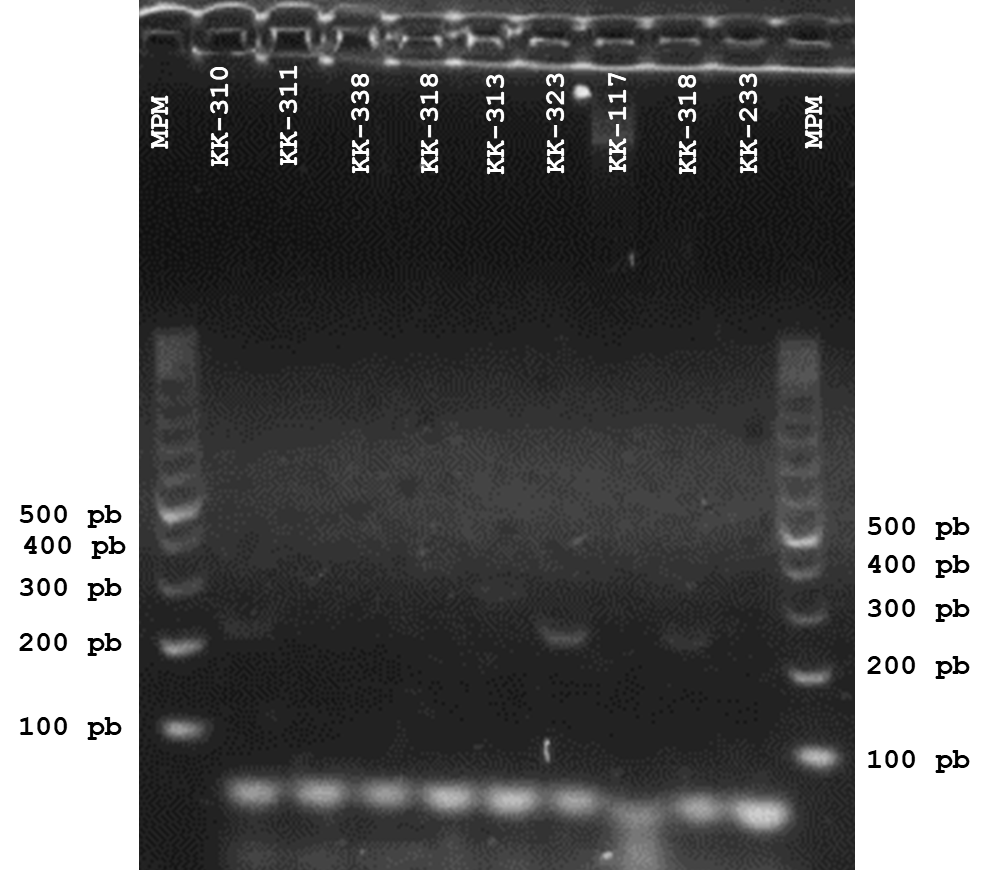 MPM
KK-310
KK-311
KK-338
KK-318
KK-313
KK-323
KK-117
KK-318
KK-233
MPM
500 pb
400 pb
300 pb
200 pb
100 pb
500 pb
400 pb
300 pb
200 pb
100 pb